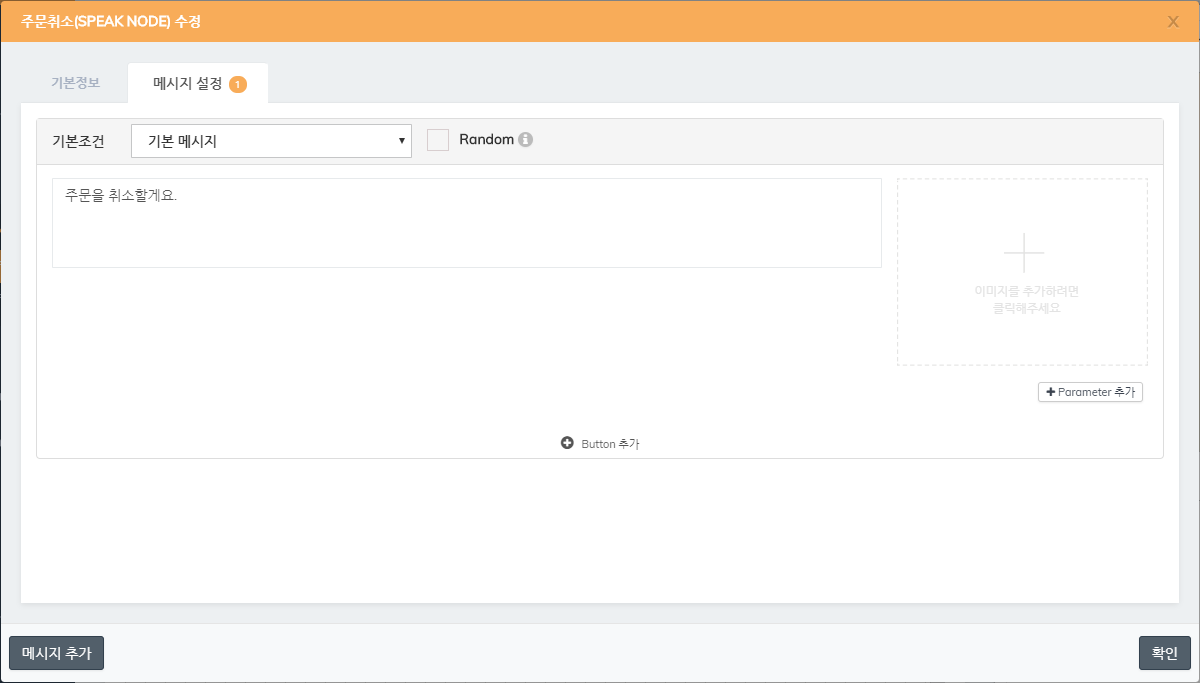 주문취소(SPEAK NODE) 수정
X
기본정보
메시지 설정 1
기본조건
기본 메시지
Random
주문을 취소할게요.
이미지를 추가하려면
클릭해주세요
Parameter 추가
Button 추가
메시지 추가
확인